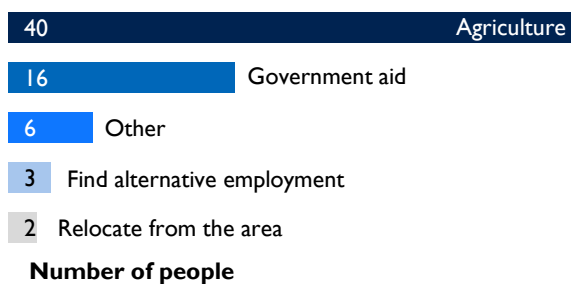 40 Agriculture
16 Government aid
6 Other
3 Find alternative employment
2 Relocate from the area
Number of people